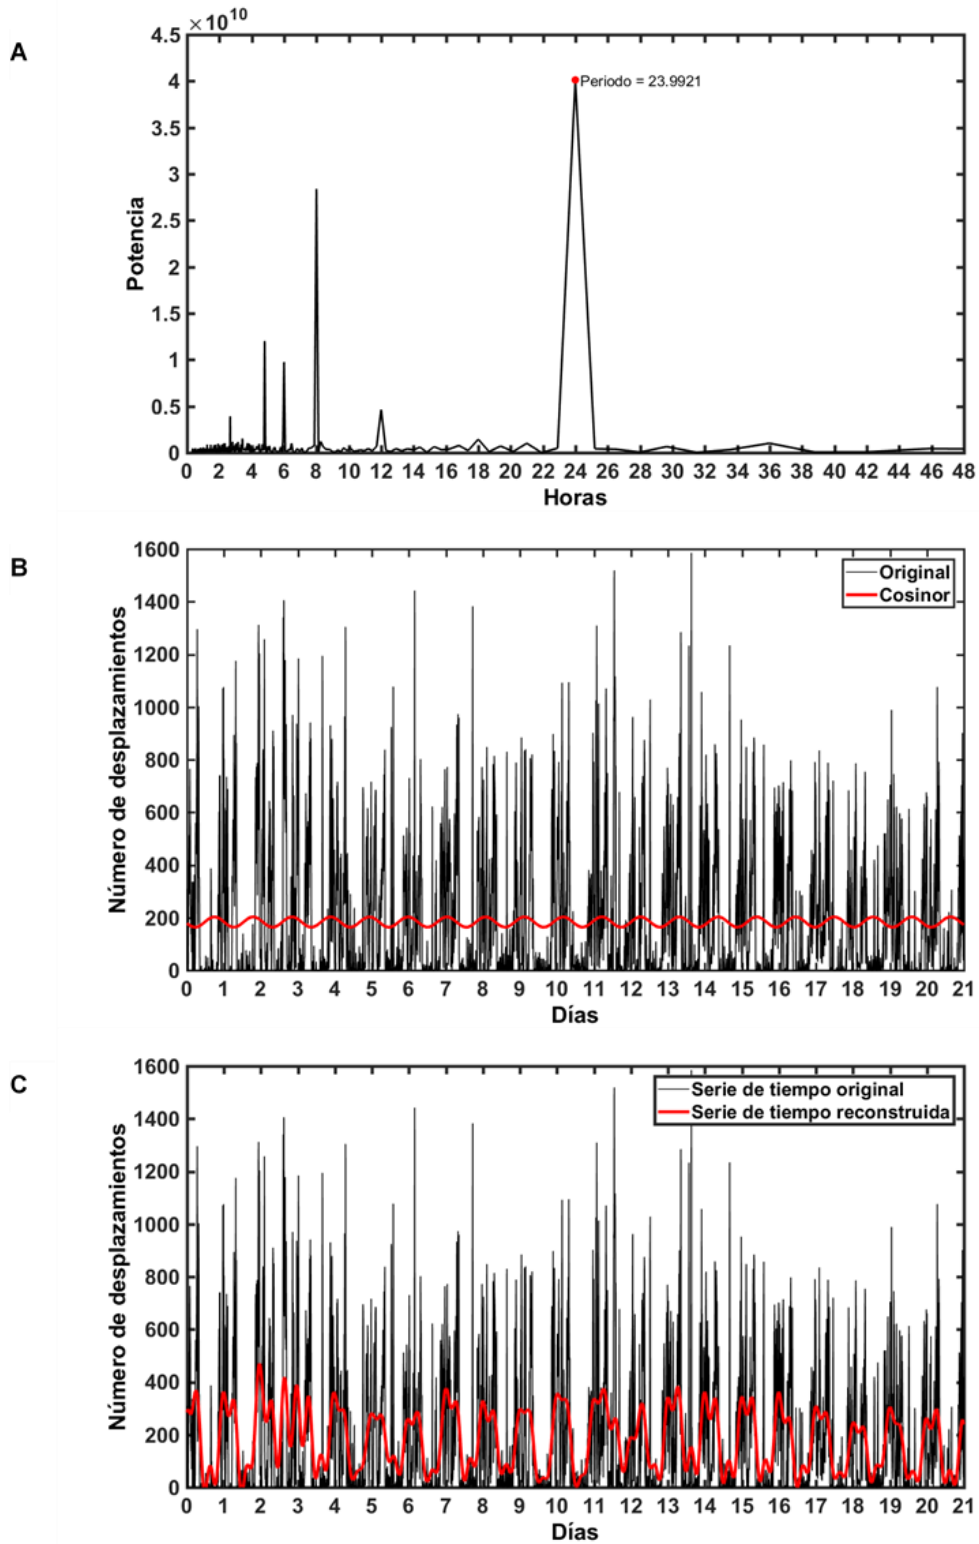 A
×10^10
4.5
4
3.5
3
2.5
2
1.5
1
0.5
0
Potencia
Periodo = 23.9921
0 2 4 6 8 10 12 14 16 18 20 22 24 26 28 30 32 34 36 38 40 42 44 46 48
Horas
B
1600
1400
1200
1000
800
600
400
200
0
Número de desplazamientos
Original
Cosinor
0 1 2 3 4 5 6 7 8 9 10 11 12 13 14 15 16 17 18 19 20 21
Días
C
1600
1400
1200
1000
800
600
400
200
0
Número de desplazamientos
Serie de tiempo original
Serie de tiempo reconstruida
0 1 2 3 4 5 6 7 8 9 10 11 12 13 14 15 16 17 18 19 20 21
Días